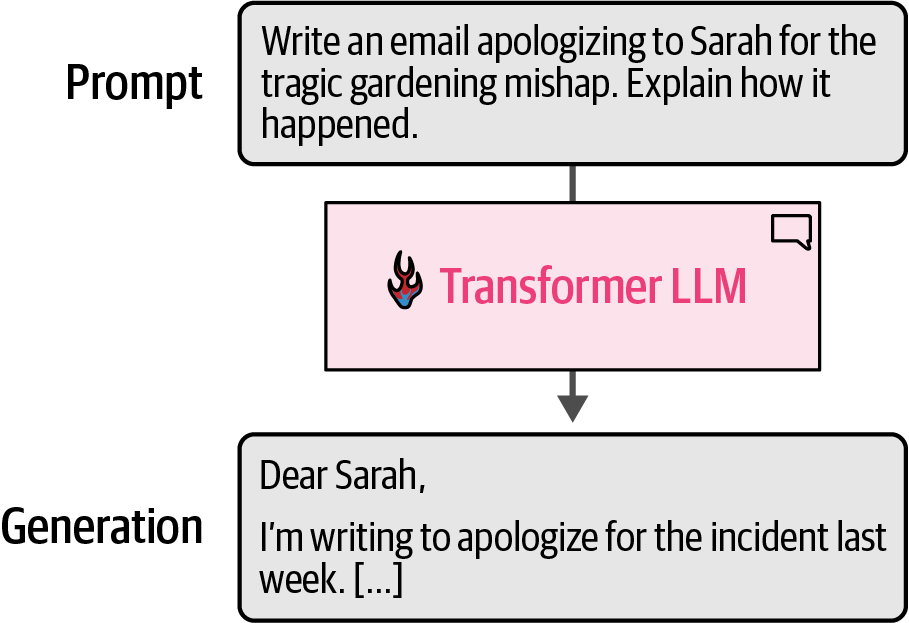 Prompt
Write an email apologizing to Sarah for the
tragic gardening mishap. Explain how it
happened.
Transformer LLM
Generation
Dear Sarah,
I'm writing to apologize for the incident last
week. [...]